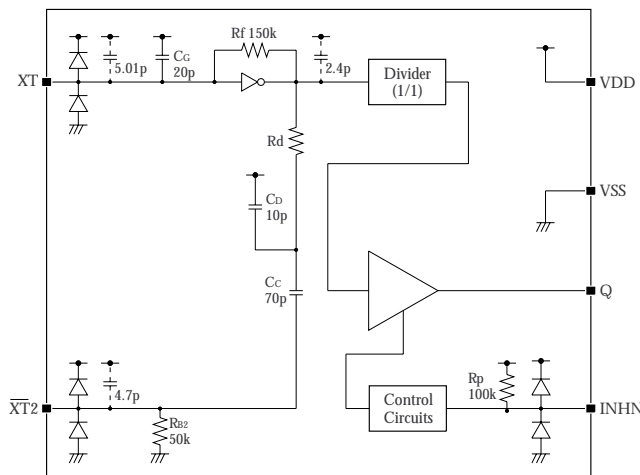 Rf 150k
CG
20p
5.01p
2.4p
XT
Divider
(1/1)
VDD
Rd
CD
10p
VSS
CC
70p
Q
4.7p
RB2
50k
XT2
Control
Circuits
Rp
100k
INHN